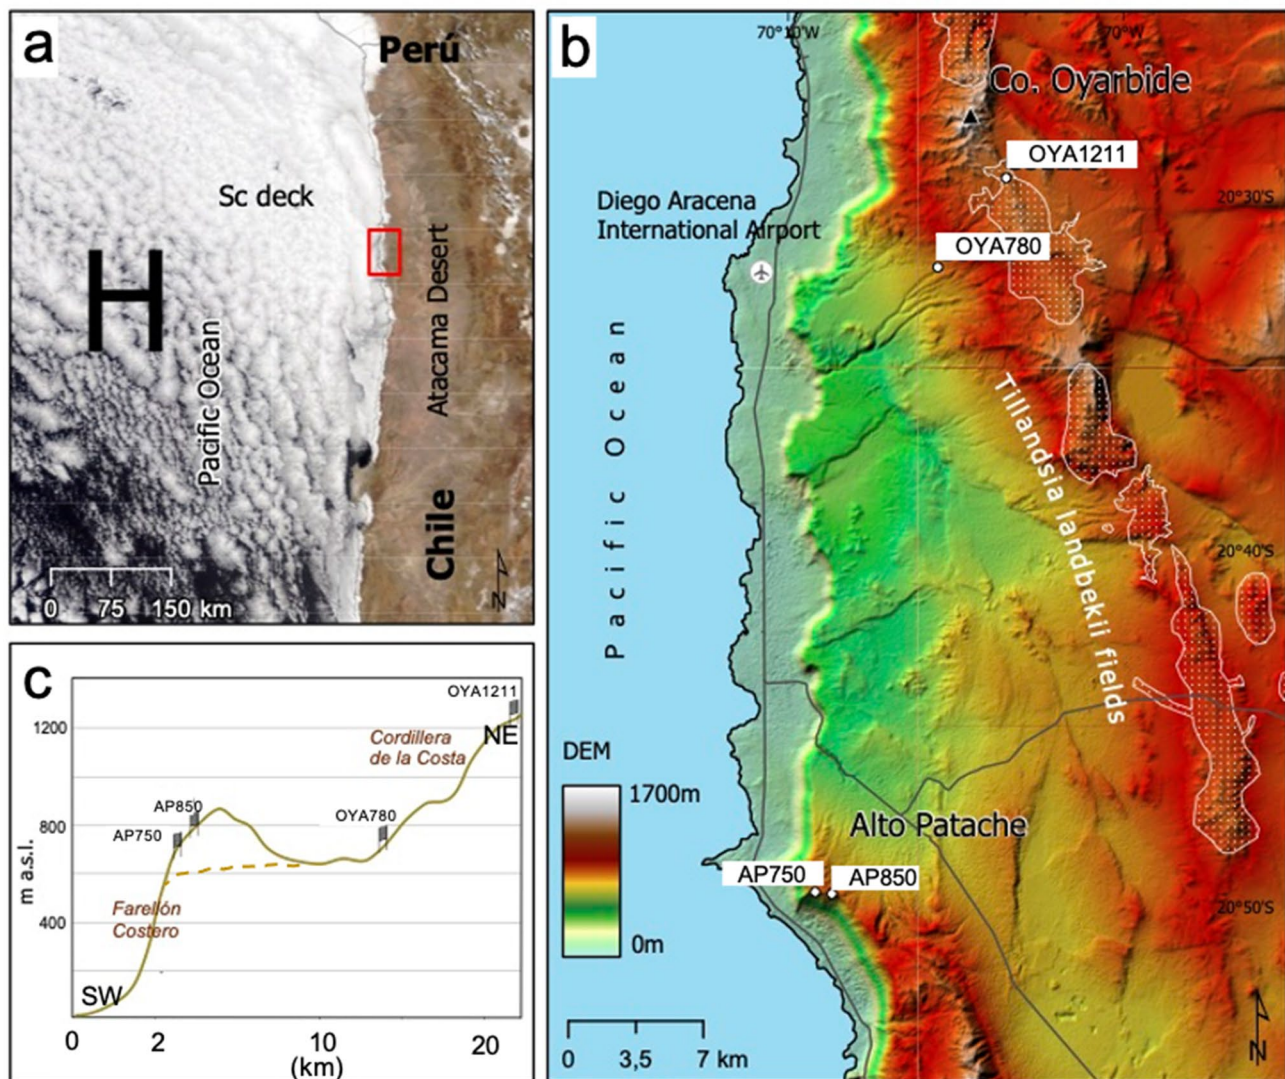 a
Perú
Sc deck
H
Pacific Ocean
Atacama Desert
Chile
0 75 150 km
N
b
70°10'W
70°W
Co. Oyarbide
OYA1211
Diego Aracena
International Airport
20°30'S
OYA780
Pacific Ocean
Tillandsia landbekii fields
20°40'S
DEM
1700m
0m
Alto Patache
AP750
AP850
20°50'S
0 3,5 7 km
N
c
OYA1211
1200
NE
Cordillera
de la Costa
AP850
OYA780
AP750
800
m a.s.l.
Farellón
Costero
400
SW
0 2 10 20
(km)